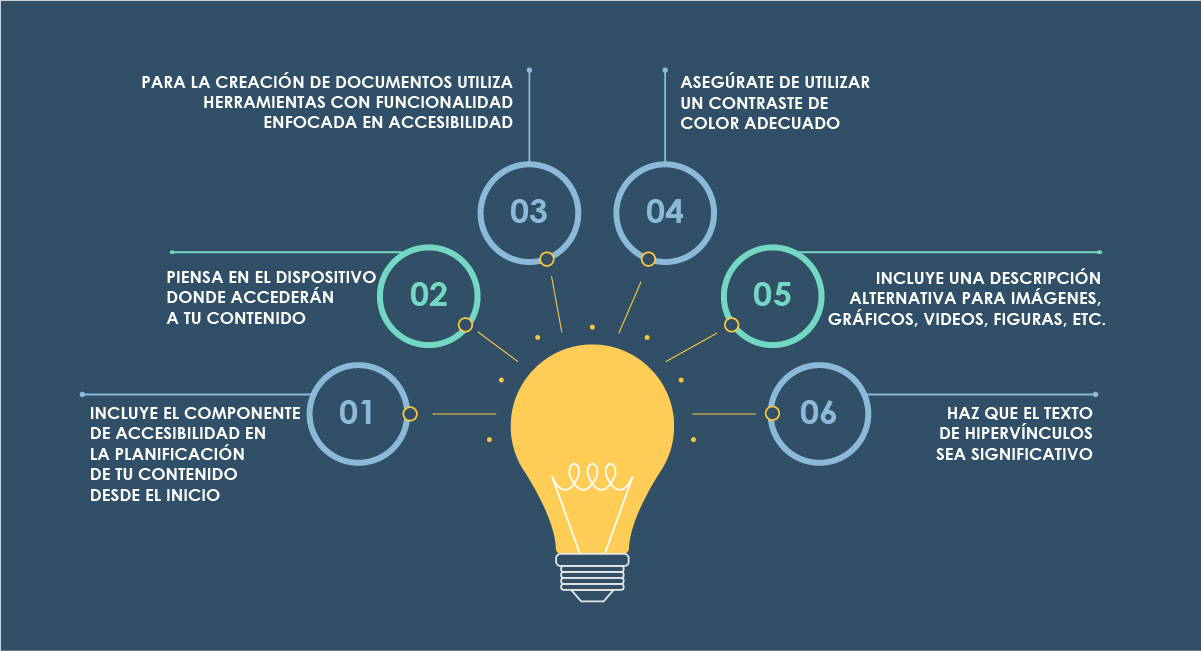 01
INCLUYE EL COMPONENTE
DE ACCESIBILIDAD EN
LA PLANIFICACIÓN
DE TU CONTENIDO
DESDE EL INICIO
02
PIENSA EN EL DISPOSITIVO
DONDE ACCEDERÁN
A TU CONTENIDO
03
PARA LA CREACIÓN DE DOCUMENTOS UTILIZA
HERRAMIENTAS CON FUNCIONALIDAD
ENFOCADA EN ACCESIBILIDAD
04
ASEGÚRATE DE UTILIZAR
UN CONTRASTE DE
COLOR ADECUADO
05
INCLUYE UNA DESCRIPCIÓN
ALTERNATIVA PARA IMÁGENES,
GRÁFICOS, VIDEOS, FIGURAS, ETC.
06
HAZ QUE EL TEXTO
DE HIPERVÍNCULOS
SEA SIGNIFICATIVO